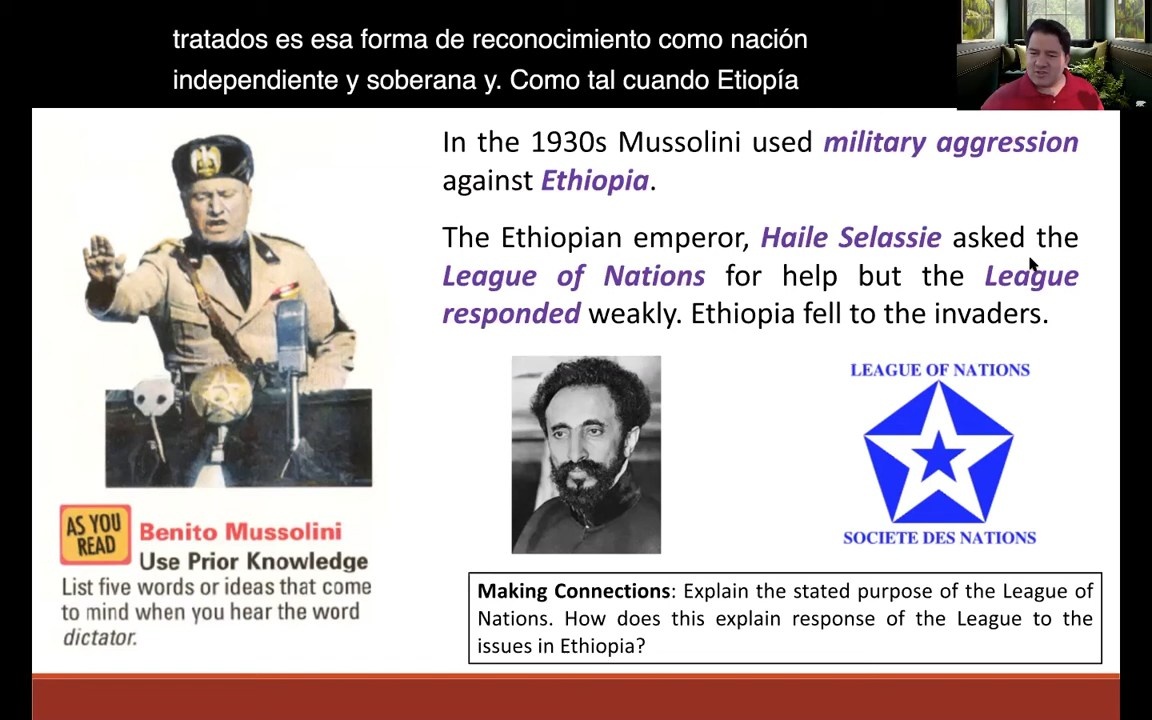 tratados es esa forma de reconocimiento como nación
independiente y soberana y. Como tal cuando Etiopía
In the 1930s Mussolini used military aggression
against Ethiopia.
The Ethiopian emperor, Haile Selassie asked the
League of Nations for help but the League
responded weakly. Ethiopia fell to the invaders.
LEAGUE OF NATIONS
SOCIETE DES NATIONS
AS YOU
READ
Benito Mussolini
Use Prior Knowledge
List five words or ideas that come
to mind when you hear the word
dictator.
Making Connections: Explain the stated purpose of the League of
Nations. How does this explain response of the League to the
issues in Ethiopia?